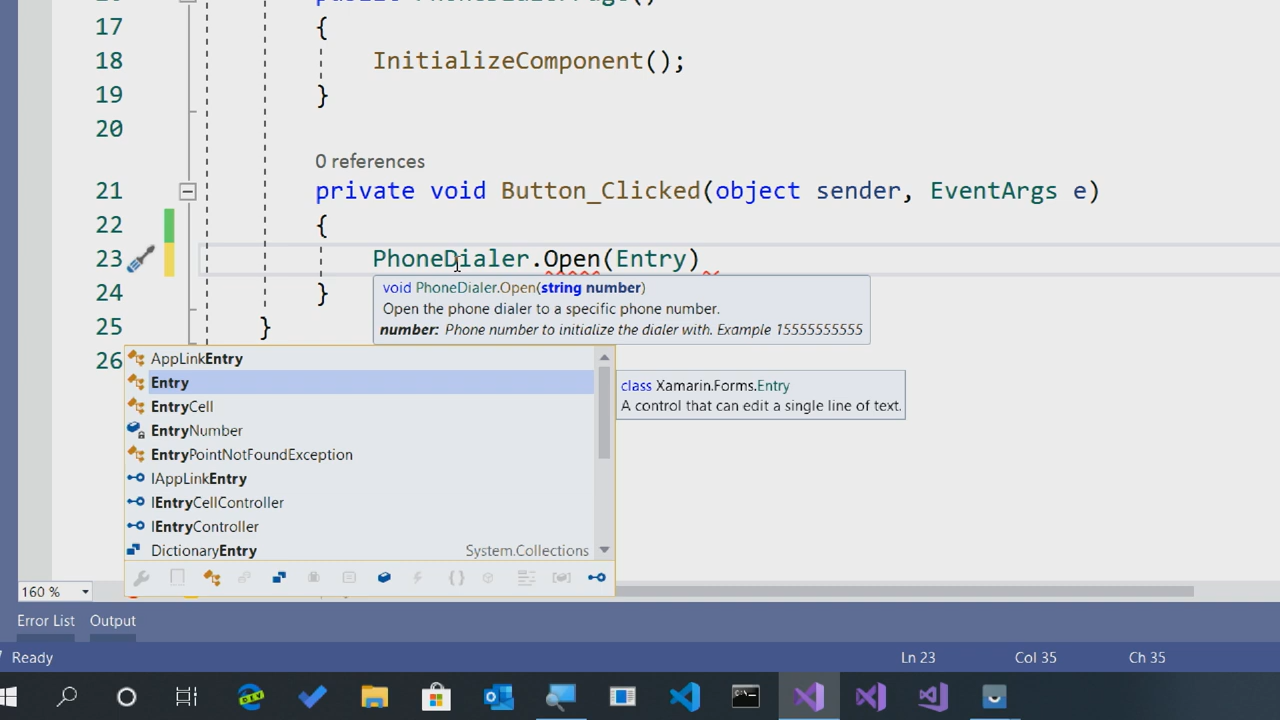 17 {
18 InitializeComponent();
19 }
20
0 references
21 private void Button_Clicked(object sender, EventArgs e)
22 {
23 PhoneDialer.Open(Entry)
void PhoneDialer.Open(string number)
Open the phone dialer to a specific phone number.
number: Phone number to initialize the dialer with. Example 15555555555
24 }
25 }
26
AppLinkEntry
Entry
class Xamarin.Forms.Entry
A control that can edit a single line of text.
EntryCell
EntryNumber
EntryPointNotFoundException
IAppLinkEntry
IEntryCellController
IEntryController
DictionaryEntry System.Collections
160 %
Error List Output
Ready Ln 23 Col 35 Ch 35
DEV